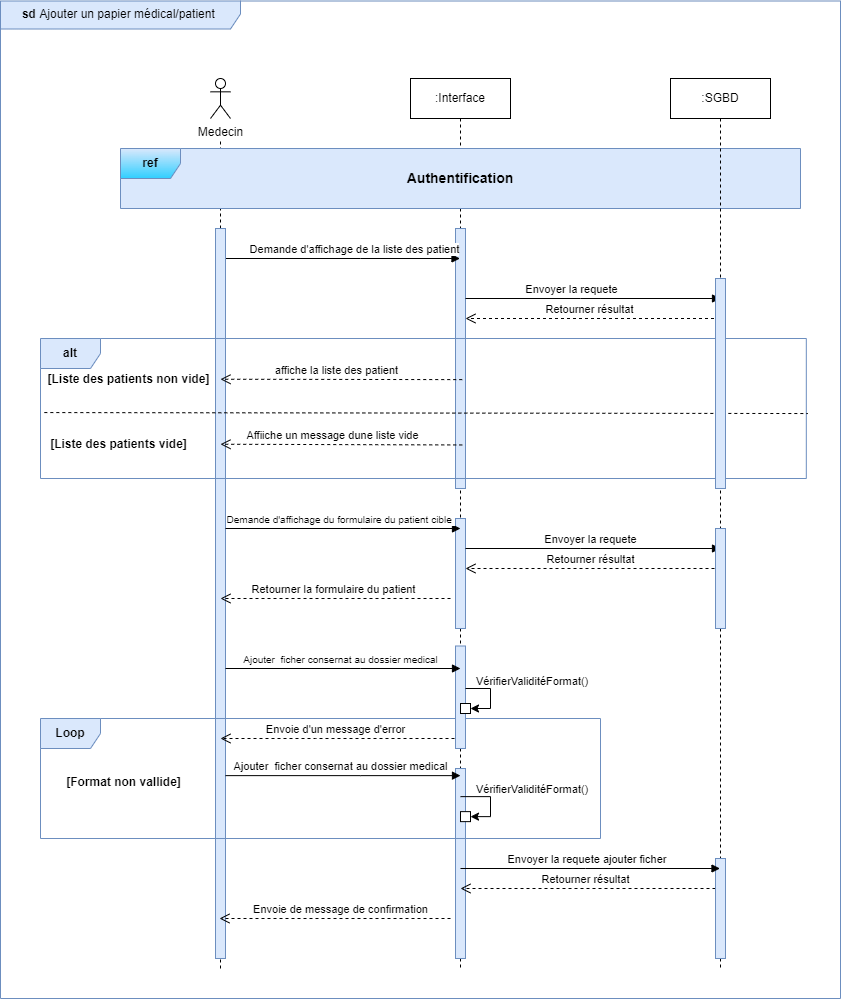 sd Ajouter un papier médical/patient
Medecin
:Interface
:SGBD
ref
Authentification
Demande d'affichage de la liste des patient
Envoyer la requete
Retourner résultat
alt
[Liste des patients non vide]
affiche la liste des patient
[Liste des patients vide]
Affiiche un message dune liste vide
Demande d'affichage du formulaire du patient cible
Envoyer la requete
Retourner résultat
Retourner la formulaire du patient
Ajouter ficher consernat au dossier medical
VérifierValiditéFormat()
Loop
Envoie d'un message d'error
[Format non vallide]
Ajouter ficher consernat au dossier medical
VérifierValiditéFormat()
Envoyer la requete ajouter ficher
Retourner résultat
Envoie de message de confirmation